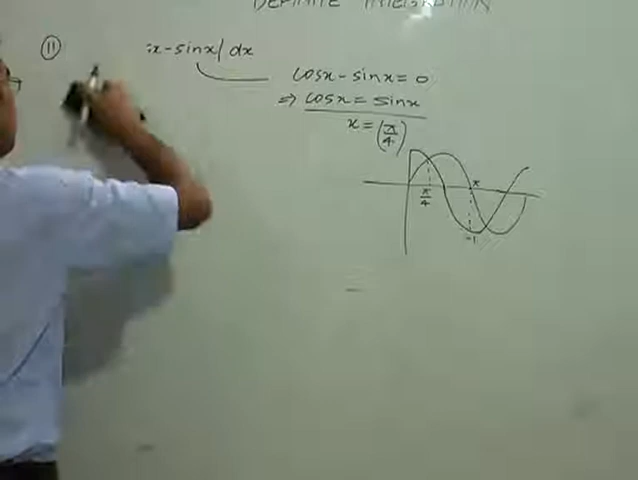 DEFINITE INTEGRATION
(11) x - sinx| dx
cosx - sinx = 0
⇒ cosx = sinx
x = (π/4)
π
π/4
-1